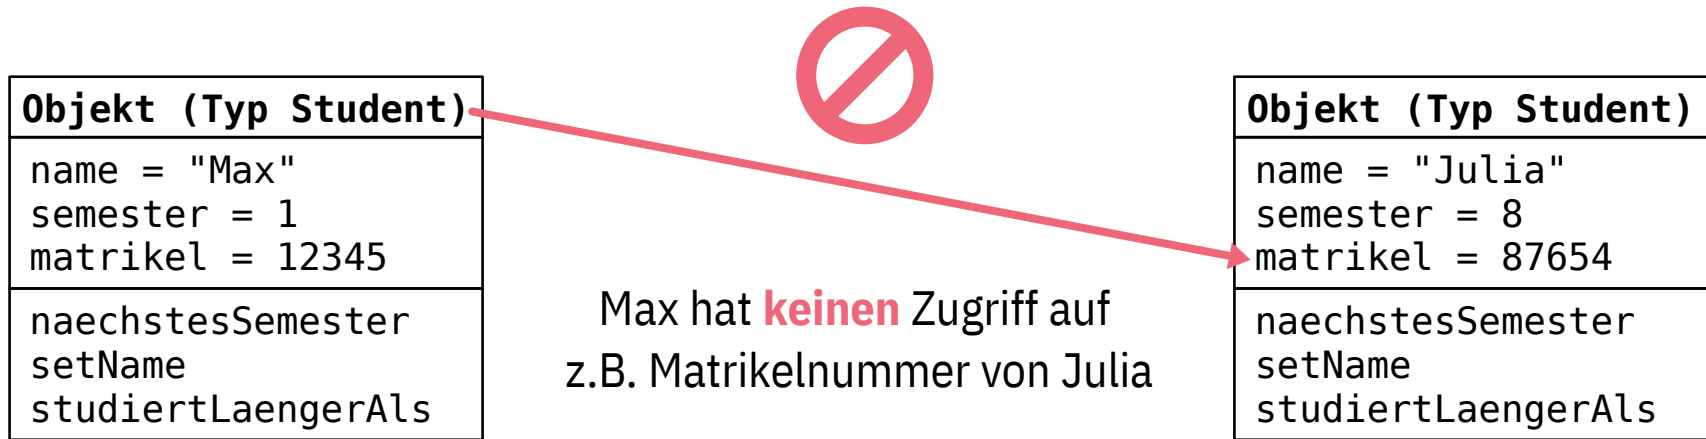 Objekt (Typ Student)
name = "Max"
semester = 1
matrikel = 12345
naechstesSemester
setName
studiertLaengerAls
Max hat keinen Zugriff auf
z.B. Matrikelnummer von Julia
Objekt (Typ Student)
name = "Julia"
semester = 8
matrikel = 87654
naechstesSemester
setName
studiertLaengerAls